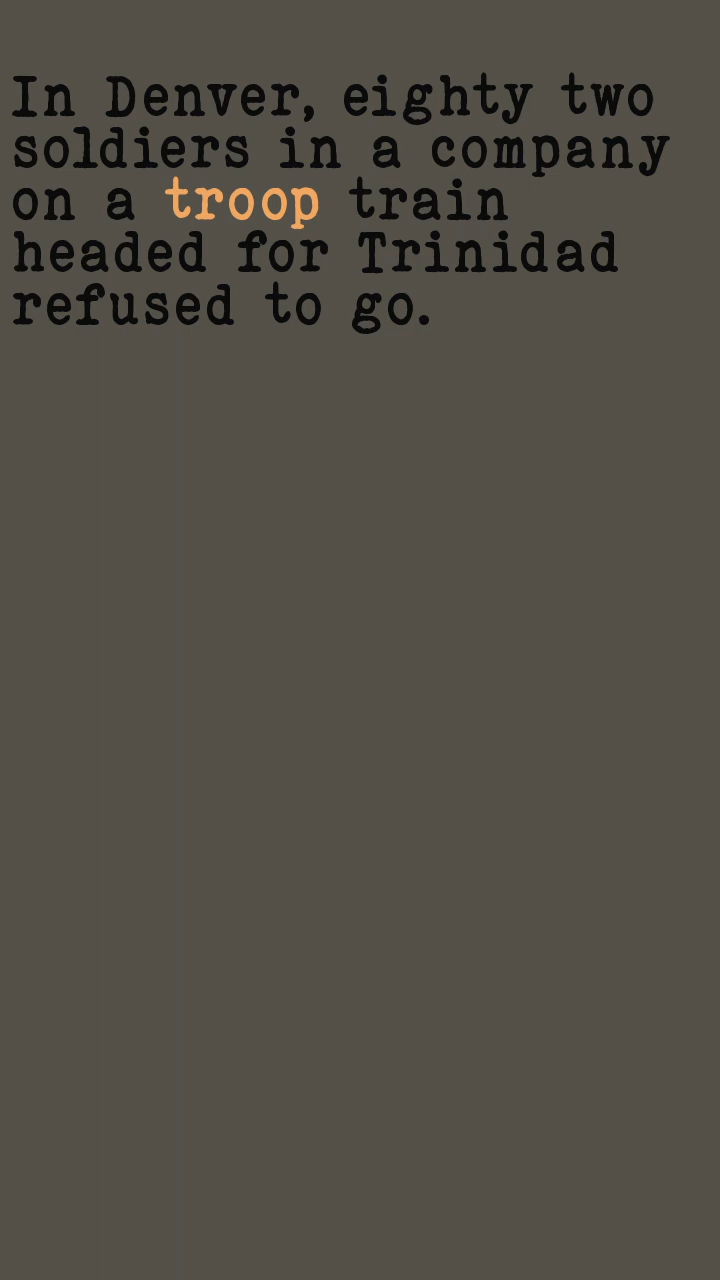 In Denver, eighty two
soldiers in a company
on a troop train
headed for Trinidad
refused to go.